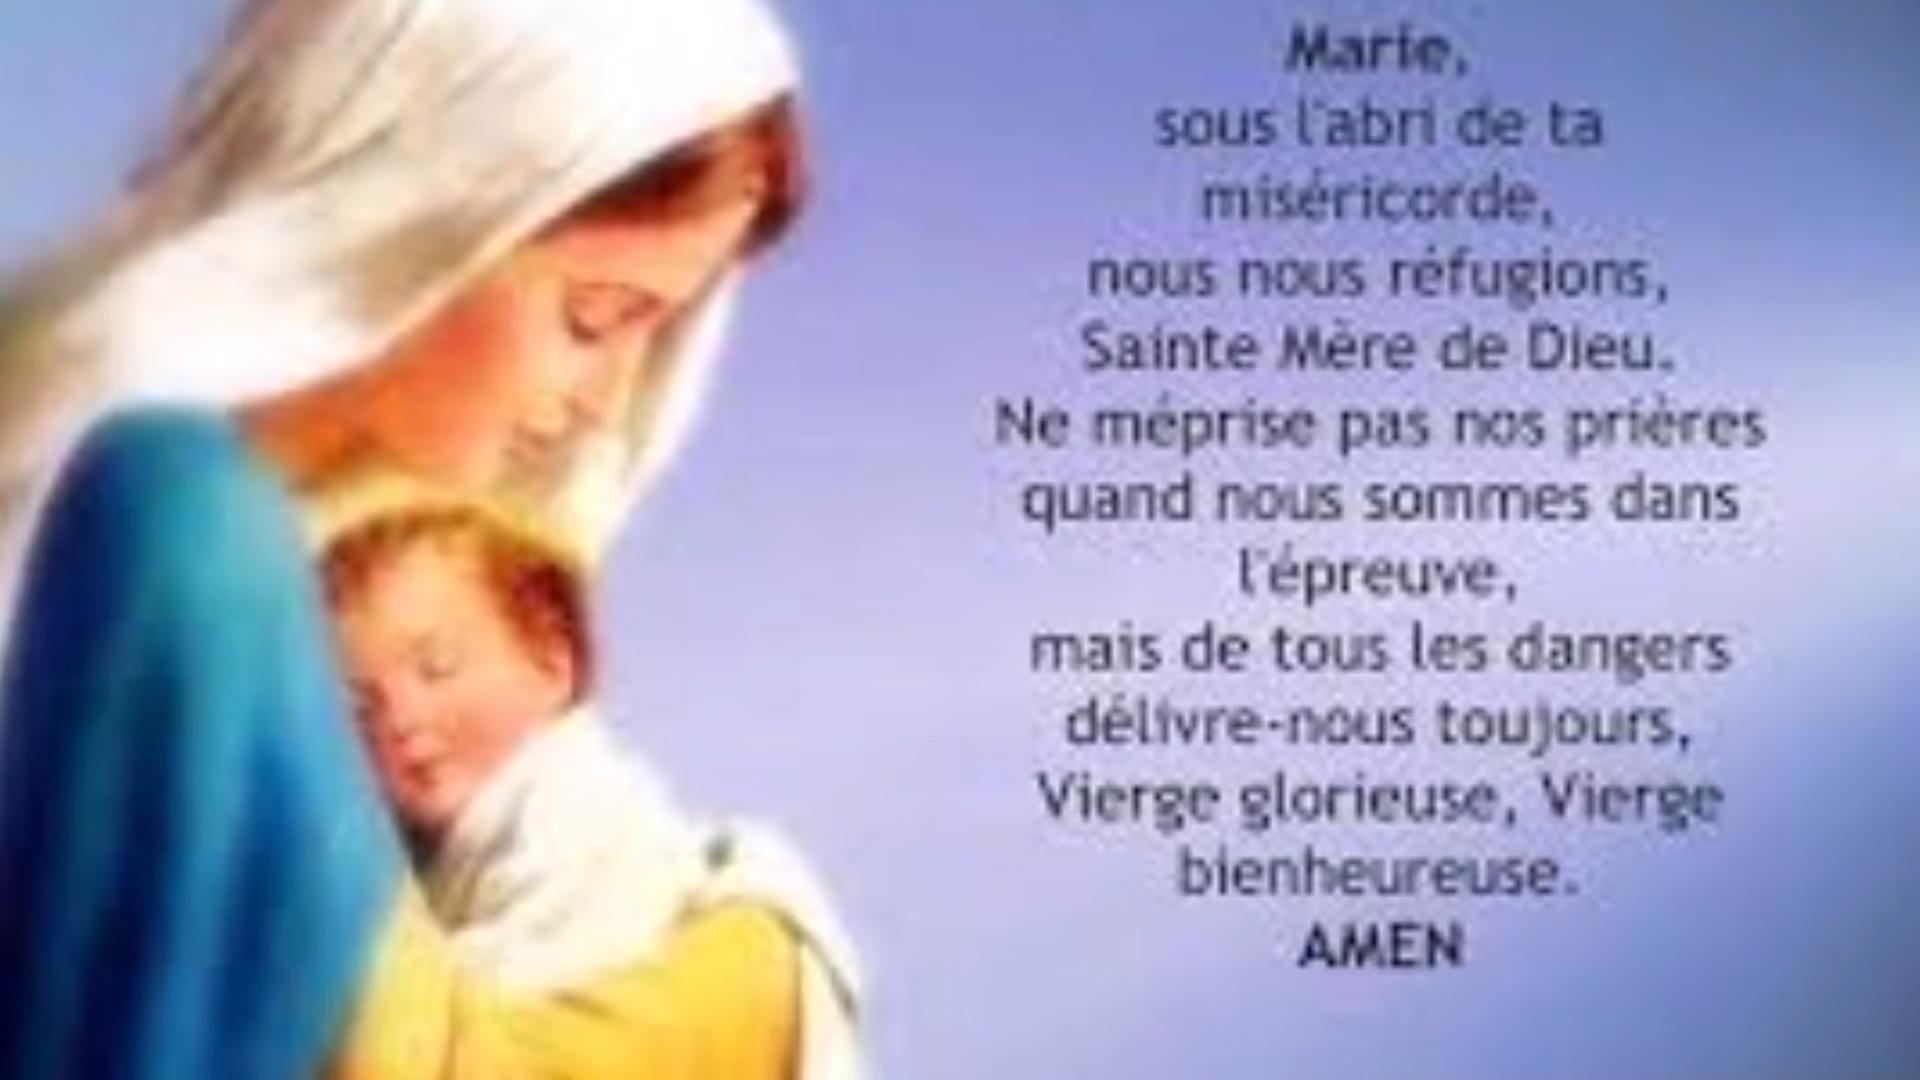 Marie,
sous l'abri de ta
miséricorde,
nous nous réfugions,
Sainte Mère de Dieu.
Ne méprise pas nos prières
quand nous sommes dans
l'épreuve,
mais de tous les dangers
délivre-nous toujours,
Vierge glorieuse, Vierge
bienheureuse.
AMEN